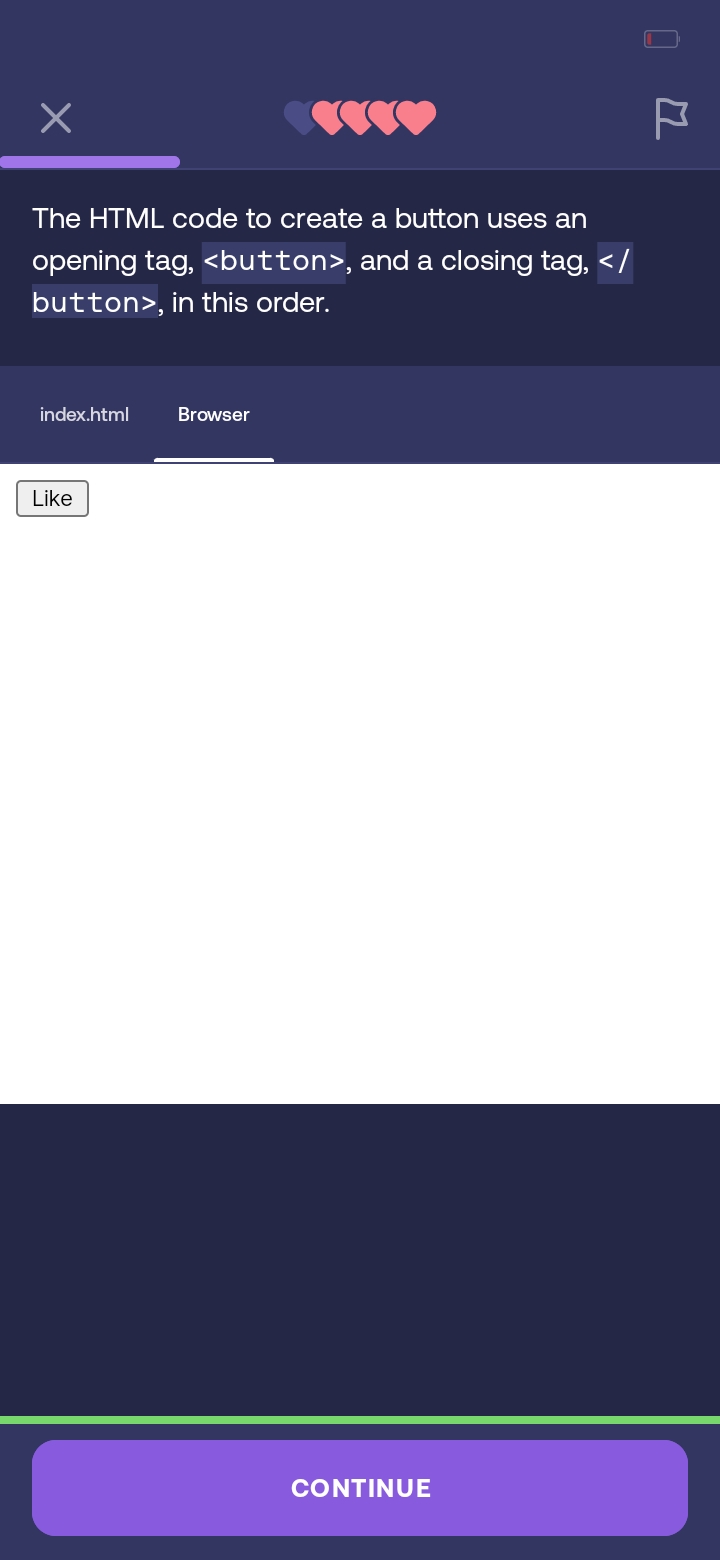 The HTML code to create a button uses an
opening tag, <button>, and a closing tag, </
button>, in this order.
index.html Browser
Like
CONTINUE